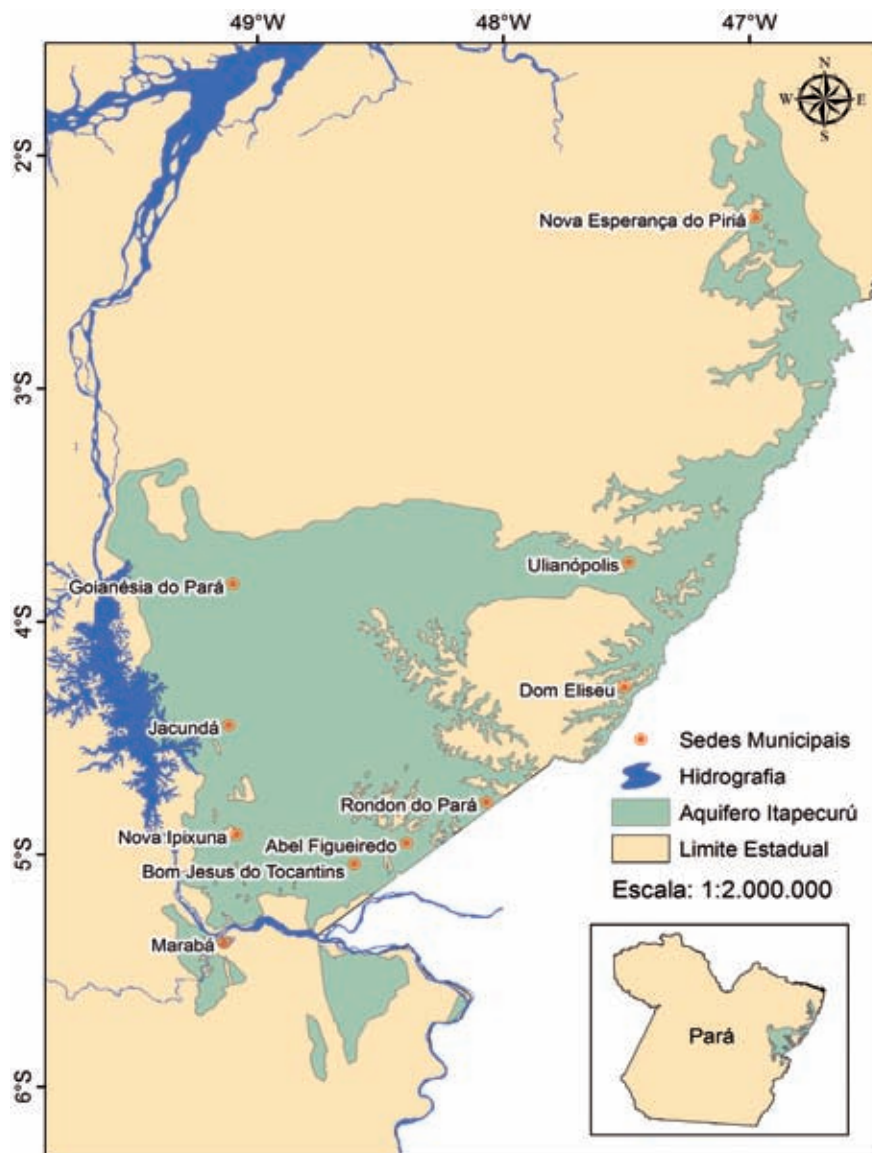 49°W
48°W
47°W
N
W
E
S
2°S
3°S
4°S
5°S
6°S
Nova Esperança do Piriá
Ulianópolis
Goianésia do Pará
Dom Eliseu
Jacundá
Rondon do Pará
Nova Ipixuna
Abel Figueiredo
Bom Jesus do Tocantins
Marabá
Sedes Municipais
Hidrografia
Aquifero Itapecurú
Limite Estadual
Escala: 1:2.000.000
Pará